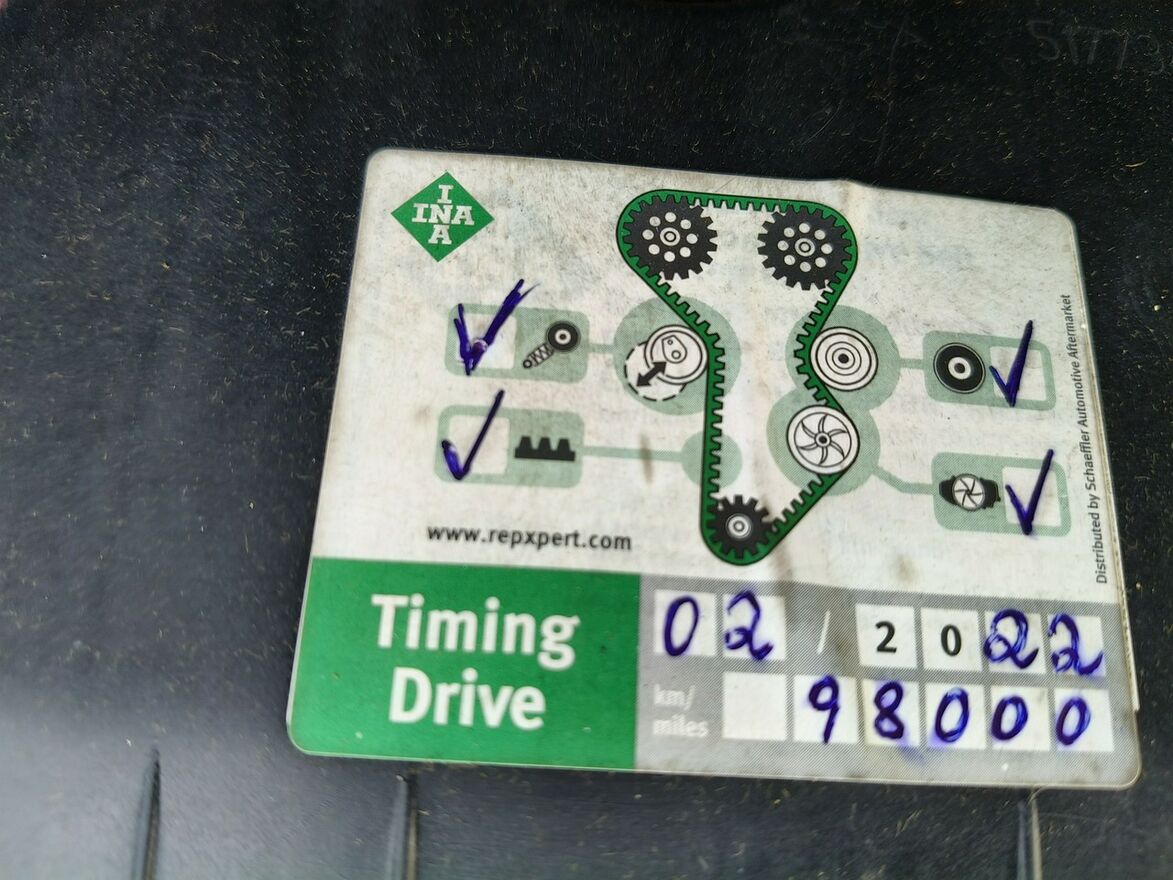 I
INA
A
www.repxpert.com
Distributed by Schaeffler Automotive Aftermarket
Timing
Drive
02 / 2022
km/
miles
98000